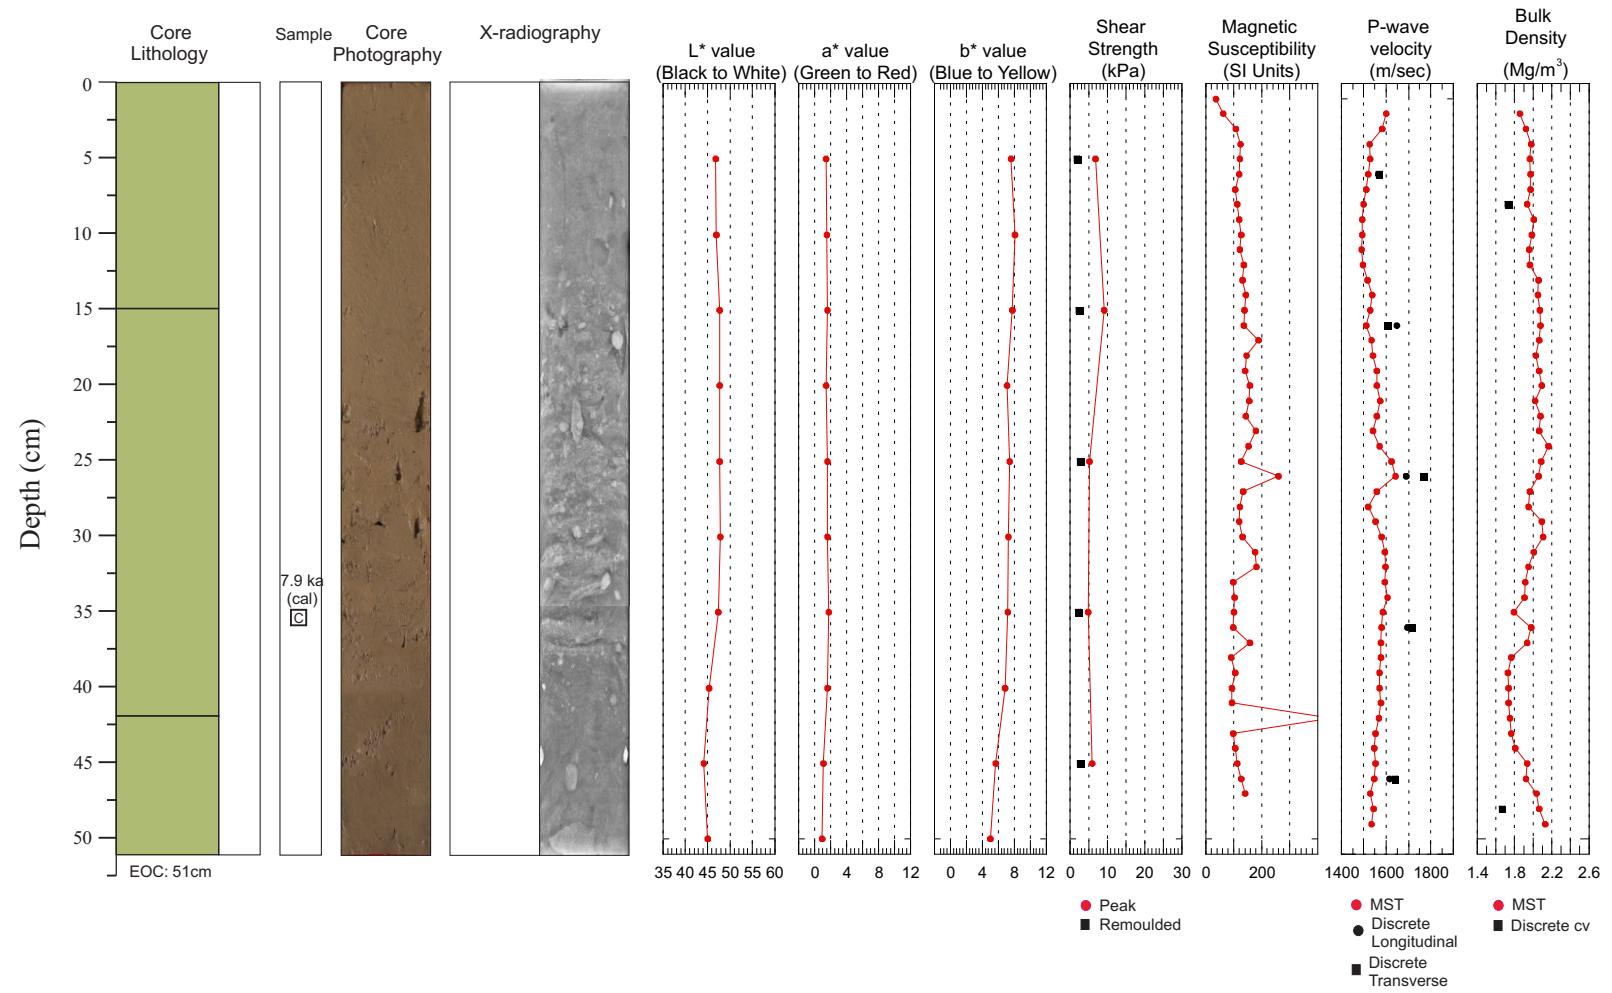 Core
Lithology
Sample
Core
Photography
X-radiography
L* value
(Black to White)
a* value
(Green to Red)
b* value
(Blue to Yellow)
Shear
Strength
(kPa)
Magnetic
Susceptibility
(SI Units)
P-wave
velocity
(m/sec)
Bulk
Density
(Mg/m³)
Depth (cm)
0
5
10
15
20
25
30
35
40
45
50
7.9 ka
(cal)
C
EOC: 51cm
35 40 45 50 55 60
0 4 8 12
0 4 8 12
0 10 20 30
0 200
1400 1600 1800
1.4 1.8 2.2 2.6
Peak
Remoulded
MST
Discrete
Longitudinal
Discrete
Transverse
MST
Discrete cv